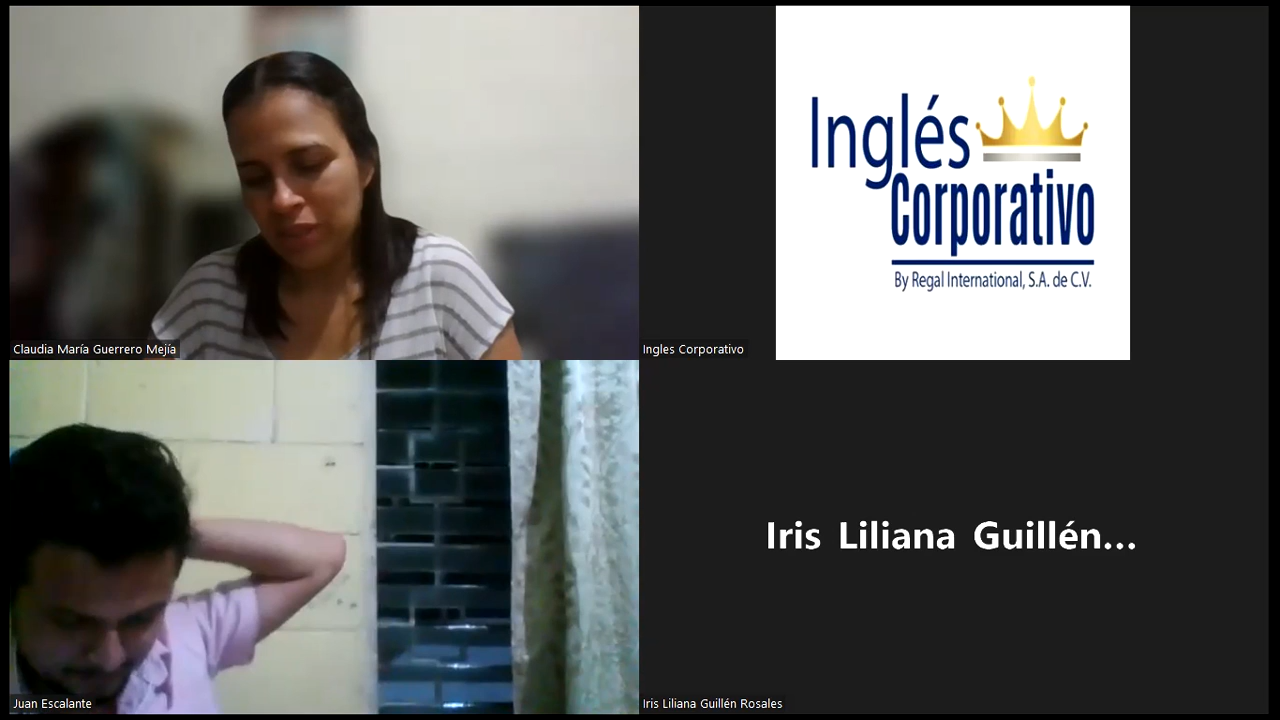 Inglés
Corporativo
By Regal International, S.A. de C.V.
Claudia María Guerrero Mejía
Ingles Corporativo
Iris Liliana Guillén...
Juan Escalante
Iris Liliana Guillén Rosales